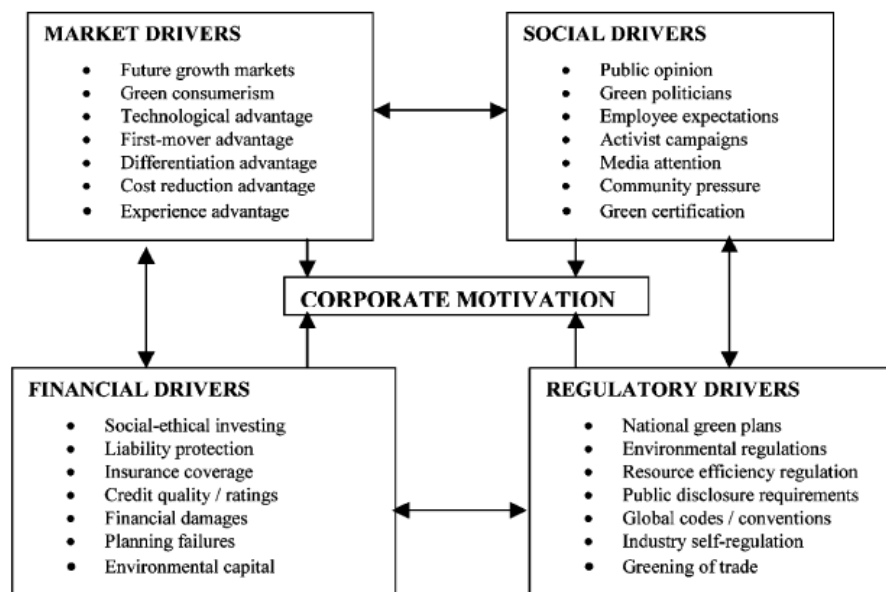 MARKET DRIVERS
• Future growth markets
• Green consumerism
• Technological advantage
• First-mover advantage
• Differentiation advantage
• Cost reduction advantage
• Experience advantage
SOCIAL DRIVERS
• Public opinion
• Green politicians
• Employee expectations
• Activist campaigns
• Media attention
• Community pressure
• Green certification
CORPORATE MOTIVATION
FINANCIAL DRIVERS
• Social-ethical investing
• Liability protection
• Insurance coverage
• Credit quality / ratings
• Financial damages
• Planning failures
• Environmental capital
REGULATORY DRIVERS
• National green plans
• Environmental regulations
• Resource efficiency regulation
• Public disclosure requirements
• Global codes / conventions
• Industry self-regulation
• Greening of trade